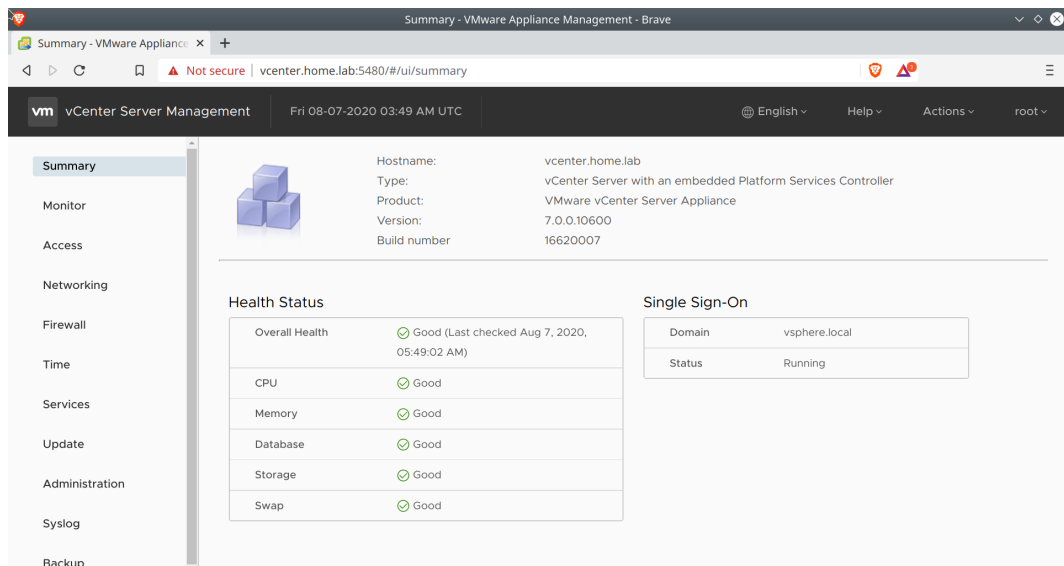 Summary - VMware Appliance Management - Brave
Summary - VMware Appliance
Not secure | vcenter.home.lab:5480/#/ui/summary
vm vCenter Server Management Fri 08-07-2020 03:49 AM UTC English Help Actions root
Summary
Monitor
Access
Networking
Firewall
Time
Services
Update
Administration
Syslog
Backup
Hostname: vcenter.home.lab
Type: vCenter Server with an embedded Platform Services Controller
Product: VMware vCenter Server Appliance
Version: 7.0.0.10600
Build number 16620007
Health Status
Overall Health Good (Last checked Aug 7, 2020,
05:49:02 AM)
CPU Good
Memory Good
Database Good
Storage Good
Swap Good
Single Sign-On
Domain vsphere.local
Status Running